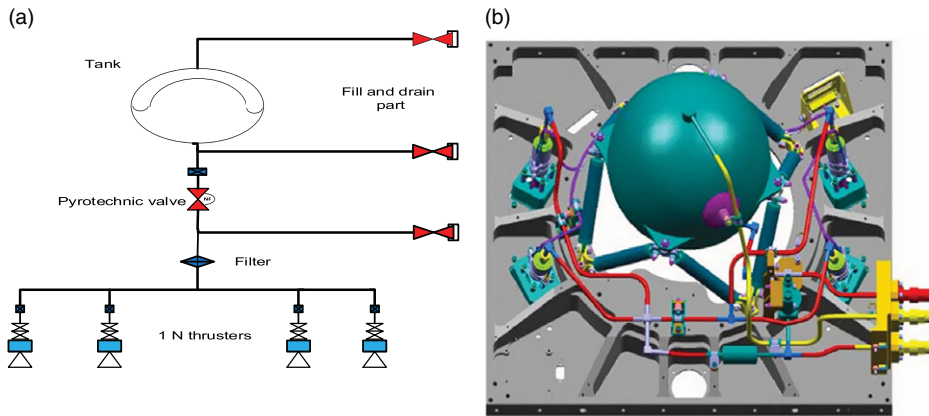 (a)
(b)
Tank
Fill and drain
part
Pyrotechnic valve
NF
Filter
1 N thrusters